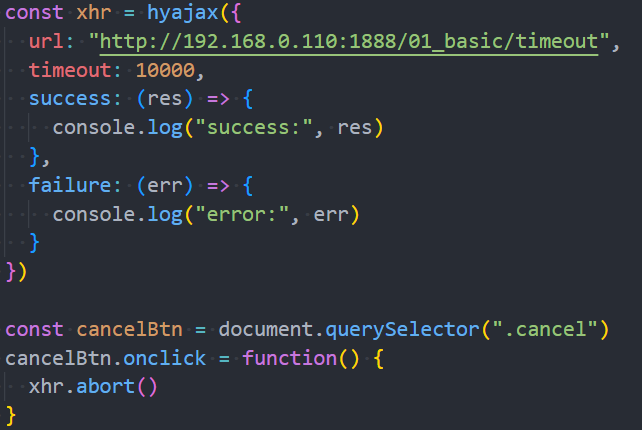 const xhr = hyajax({
  url: "http://192.168.0.110:1888/01_basic/timeout",
  timeout: 10000,
  success: (res) => {
    console.log("success:", res)
  },
  failure: (err) => {
    console.log("error:", err)
  }
})

const cancelBtn = document.querySelector(".cancel")
cancelBtn.onclick = function() {
  xhr.abort()
}